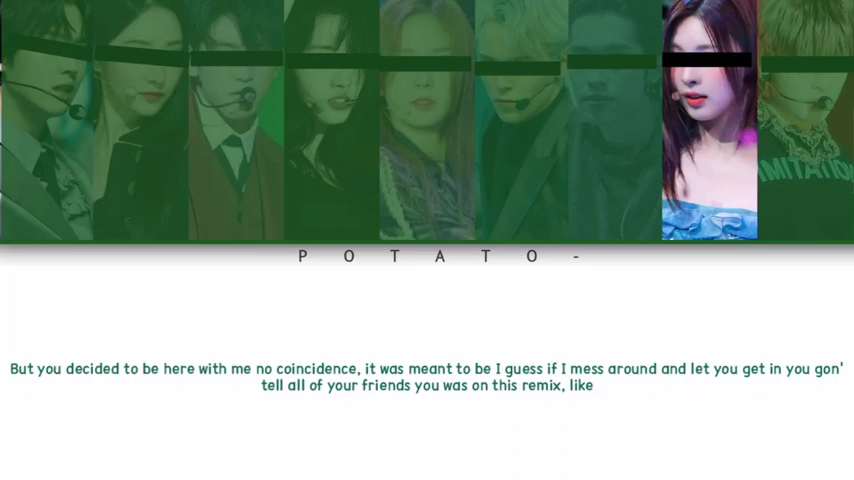 IMITATION
P O T A T O -
But you decided to be here with me no coincidence, it was meant to be I guess if I mess around and let you get in you gon'
tell all of your friends you was on this remix, like